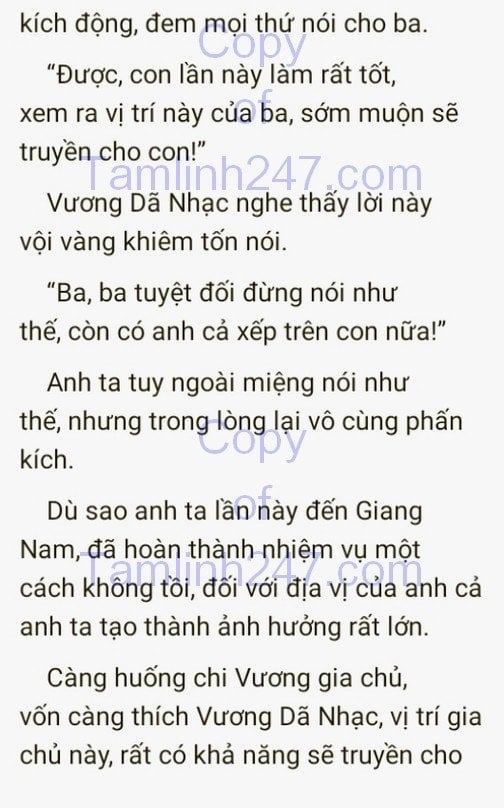 kích động, đem mọi thứ nói cho ba.
“Được, con lần này làm rất tốt,
xem ra vị trí này của ba, sớm muộn sẽ
truyền cho con!”
Vương Dã Nhạc nghe thấy lời này
vội vàng khiêm tốn nói.
“Ba, ba tuyệt đối đừng nói như
thế, còn có anh cả xếp trên con nữa!”
Anh ta tuy ngoài miệng nói như
thế, nhưng trong lòng lại vô cùng phấn
kích.
Dù sao anh ta lần này đến Giang
Nam, đã hoàn thành nhiệm vụ một
cách không tồi, đối với địa vị của anh cả
anh ta tạo thành ảnh hưởng rất lớn.
Càng huống chi Vương gia chủ,
vốn càng thích Vương Dã Nhạc, vị trí gia
chủ này, rất có khả năng sẽ truyền cho
Copy
of
Tamlinh247.com
Copy
of
Tamlinh247.com